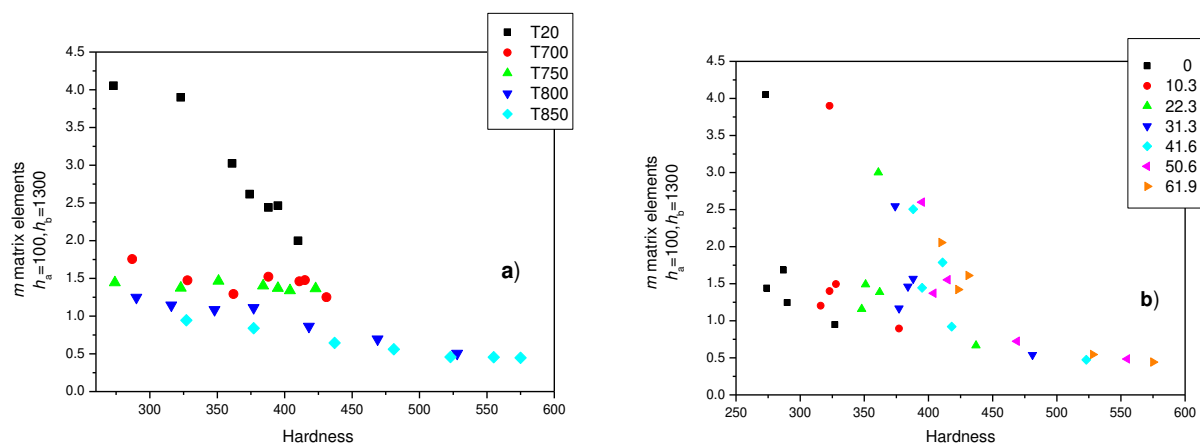 T20
T700
T750
T800
T850
4.5
4.0
3.5
3.0
2.5
2.0
1.5
1.0
0.5
0.0
m matrix elements
hₐ=100,h_b=1300
a)
300 350 400 450 500 550 600
Hardness
0
10.3
22.3
31.3
41.6
50.6
61.9
4.5
4.0
3.5
3.0
2.5
2.0
1.5
1.0
0.5
0.0
m matrix elements
hₐ=100,h_b=1300
b)
250 300 350 400 450 500 550 600
Hardness